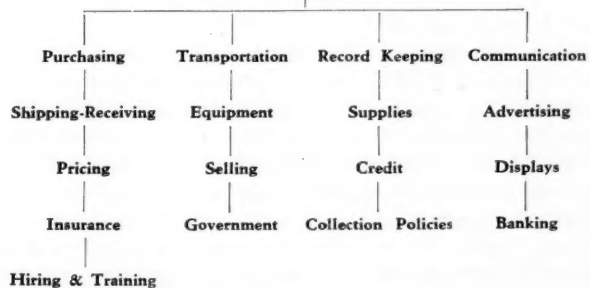 Purchasing Transportation Record Keeping Communication
Shipping-Receiving Equipment Supplies Advertising
Pricing Selling Credit Displays
Insurance Government Collection Policies Banking
Hiring & Training